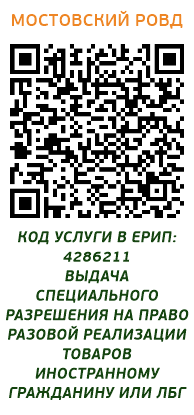 МОСТОВСКИЙ РОВД
КОД УСЛУГИ В ЕРИП:
4286211
ВЫДАЧА
СПЕЦИАЛЬНОГО
РАЗРЕШЕНИЯ НА ПРАВО
РАЗОВОЙ РЕАЛИЗАЦИИ
ТОВАРОВ
ИНОСТРАННОМУ
ГРАЖДАНИНУ ИЛИ ЛБГ